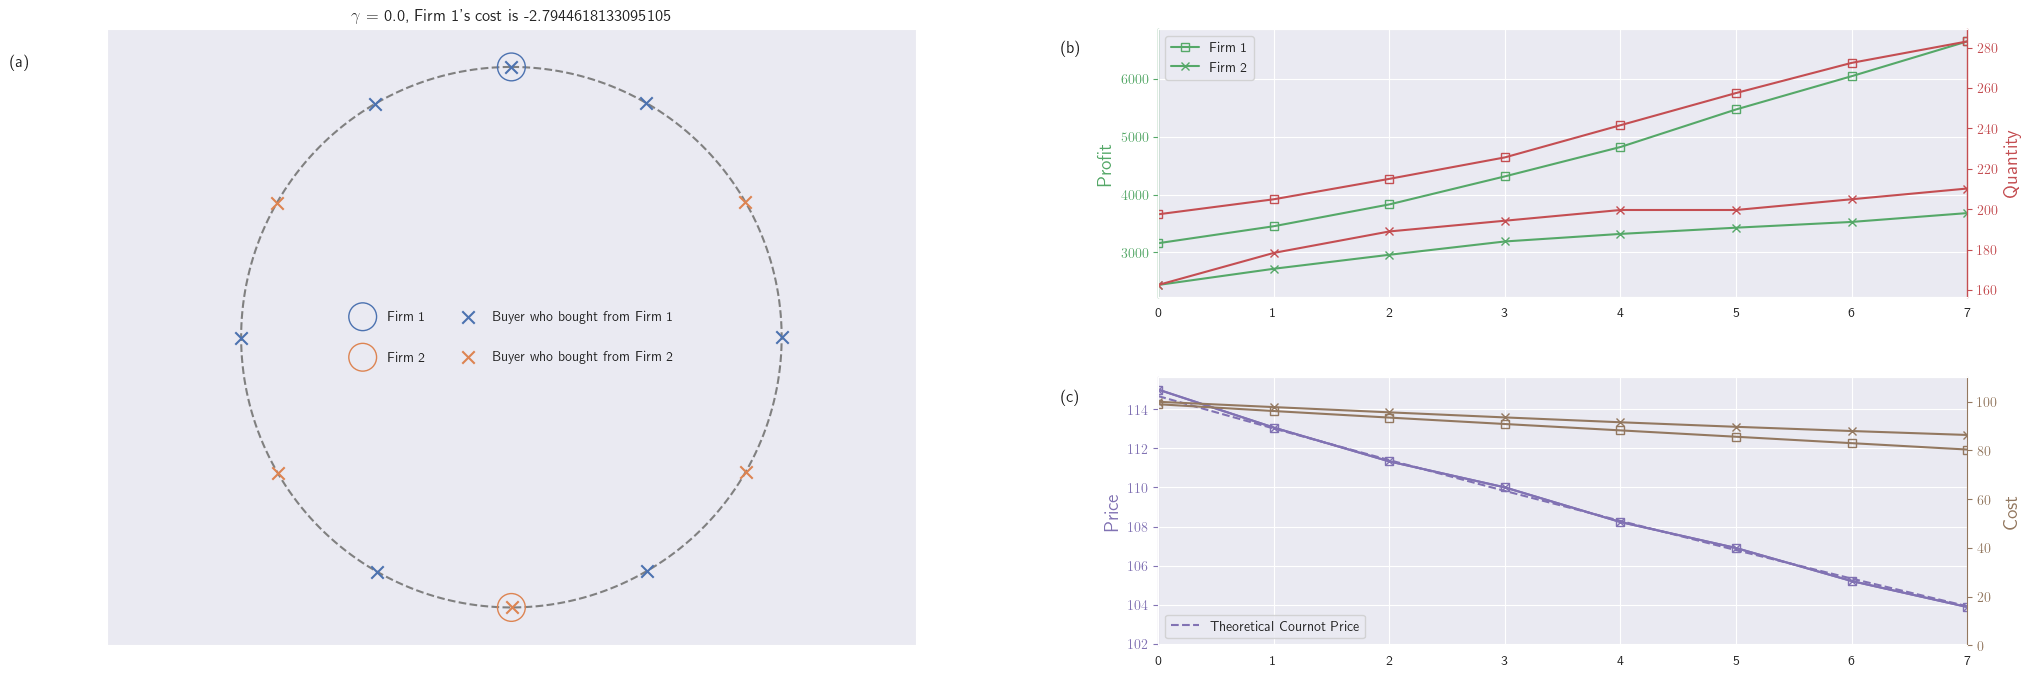 γ = 0.0, Firm 1's cost is -2.7944618133095105
(a)
Firm 1
Buyer who bought from Firm 1
Firm 2
Buyer who bought from Firm 2
(b)
Firm 1
Firm 2
Profit
6000
5000
4000
3000
Quantity
280
260
240
220
200
180
160
0 1 2 3 4 5 6 7
(c)
Price
114
112
110
108
106
104
102
Theoretical Cournot Price
Cost
100
80
60
40
20
0
0 1 2 3 4 5 6 7